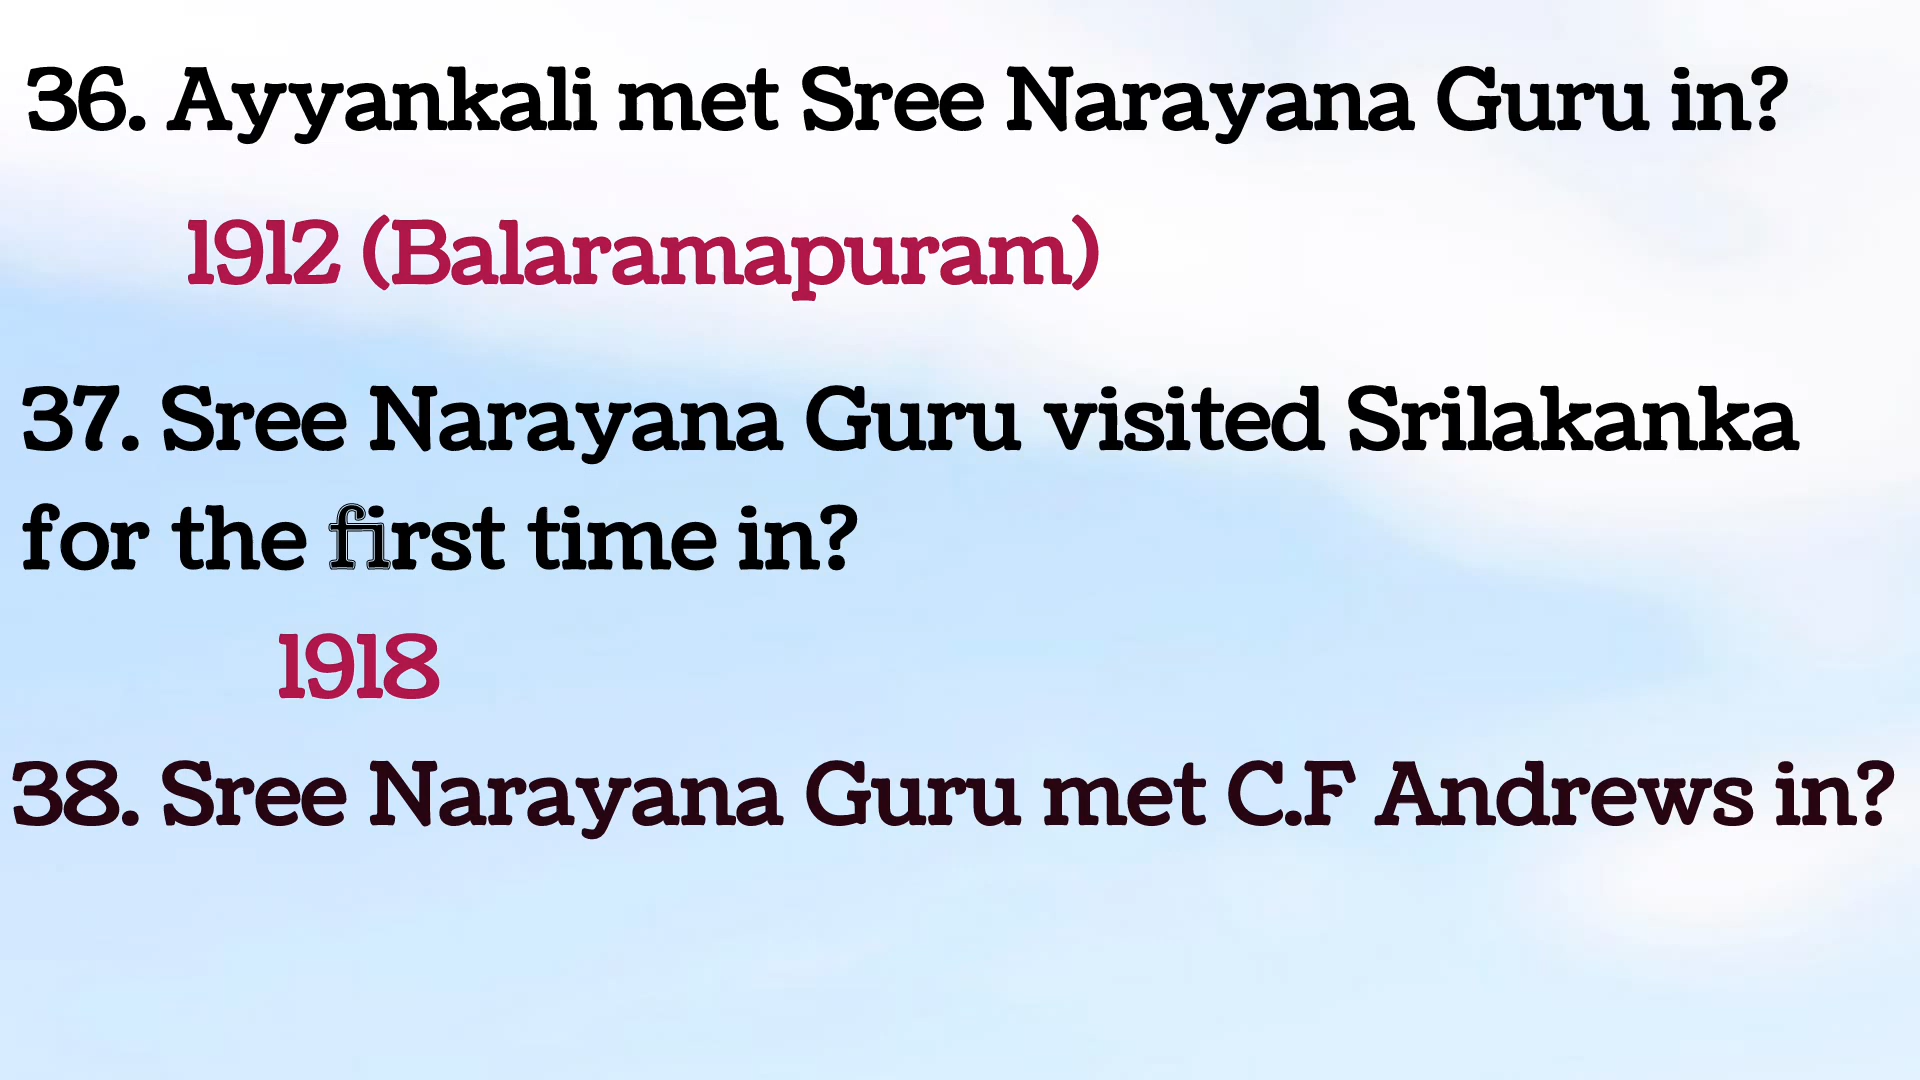 36. Ayyankali met Sree Narayana Guru in?
1912 (Balaramapuram)
37. Sree Narayana Guru visited Srilakanka
for the first time in?
1918
38. Sree Narayana Guru met C.F Andrews in?